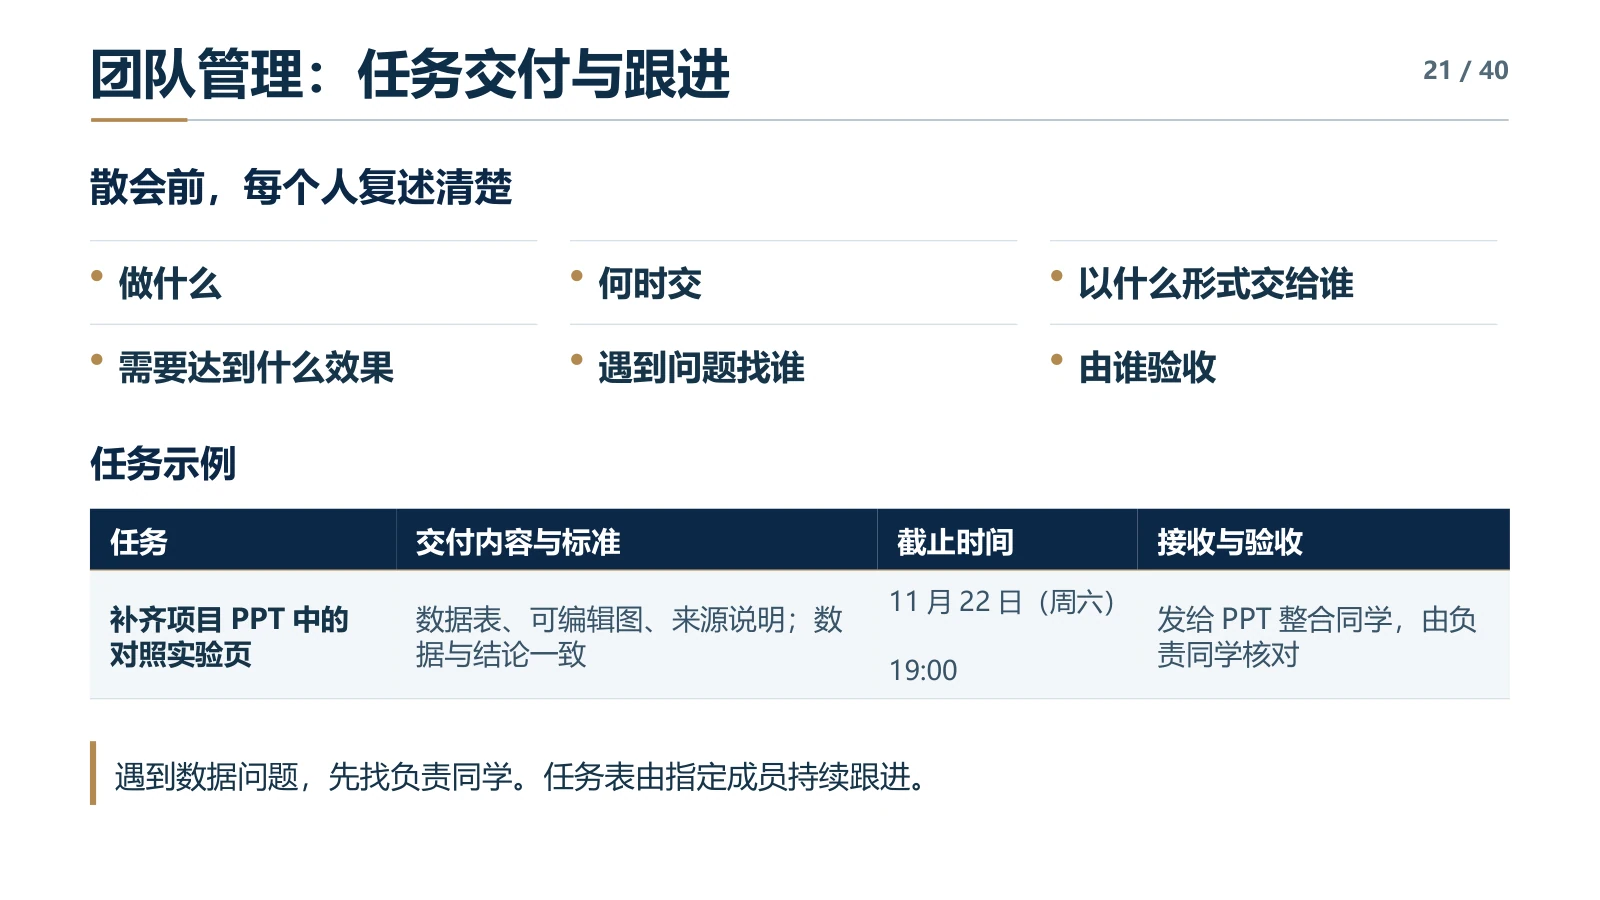 团队管理：任务交付与跟进
21 / 40
散会前，每个人复述清楚
• 做什么
• 何时交
• 以什么形式交给谁
• 需要达到什么效果
• 遇到问题找谁
• 由谁验收
任务示例
任务
交付内容与标准
截止时间
接收与验收
补齐项目 PPT 中的
对照实验页
数据表、可编辑图、来源说明；数
据与结论一致
11 月 22 日（周六）
19:00
发给 PPT 整合同学，由负
责同学核对
遇到数据问题，先找负责同学。任务表由指定成员持续跟进。